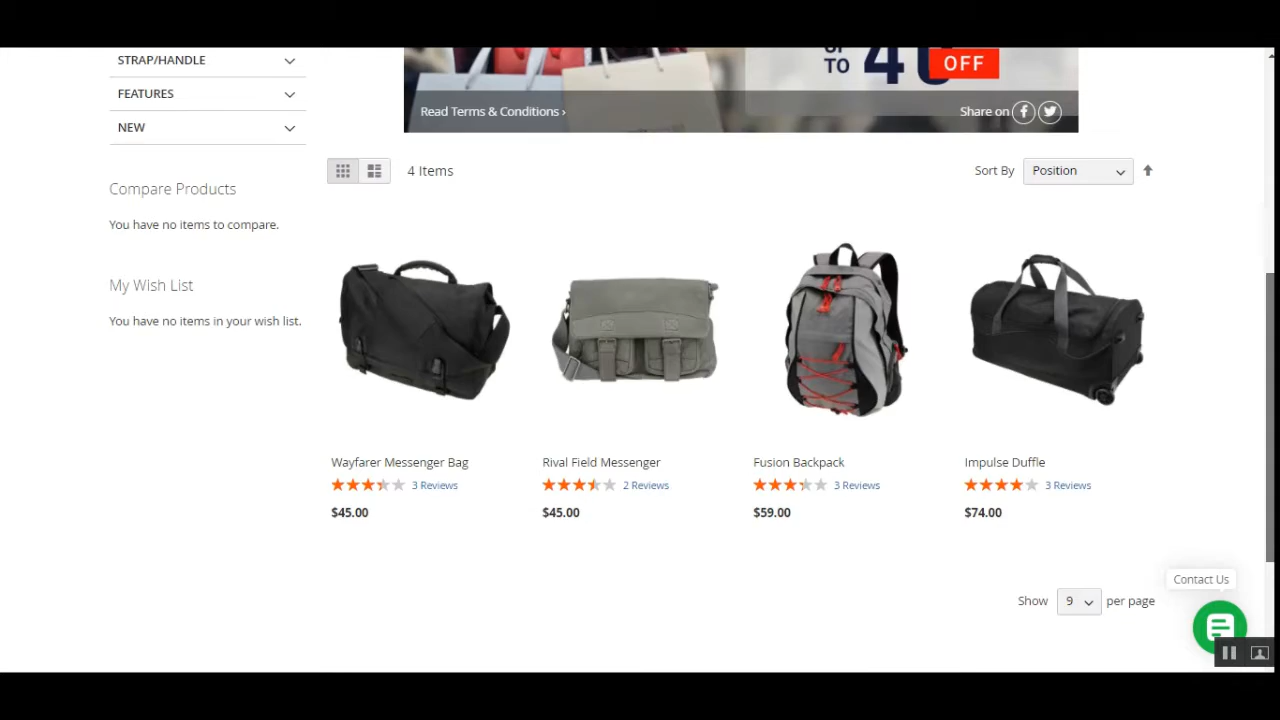 STRAP/HANDLE
FEATURES
NEW
UP
TO
OFF
Read Terms & Conditions ›
Share on
4 Items
Sort By
Position
Compare Products
You have no items to compare.
My Wish List
You have no items in your wish list.
Wayfarer Messenger Bag
3 Reviews
$45.00
Rival Field Messenger
2 Reviews
$45.00
Fusion Backpack
3 Reviews
$59.00
Impulse Duffle
3 Reviews
$74.00
Contact Us
Show 9 per page